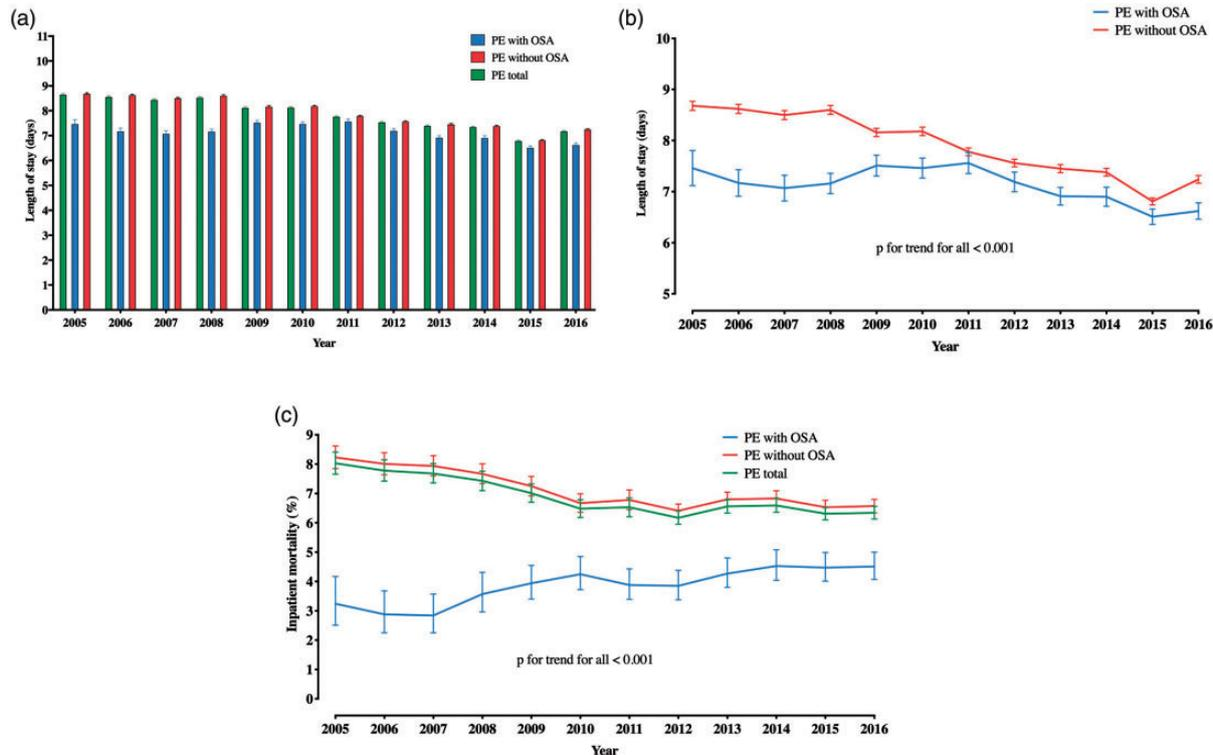 (a)
11
10
9
8
7
6
5
4
3
2
1
0
Length of stay (days)
PE with OSA
PE without OSA
PE total
2005 2006 2007 2008 2009 2010 2011 2012 2013 2014 2015 2016
Year
(b)
PE with OSA
PE without OSA
10
9
8
7
6
5
Length of stay (days)
p for trend for all < 0.001
2005 2006 2007 2008 2009 2010 2011 2012 2013 2014 2015 2016
Year
(c)
9
8
7
6
5
4
3
2
1
0
Inpatient mortality (%)
PE with OSA
PE without OSA
PE total
p for trend for all < 0.001
2005 2006 2007 2008 2009 2010 2011 2012 2013 2014 2015 2016
Year